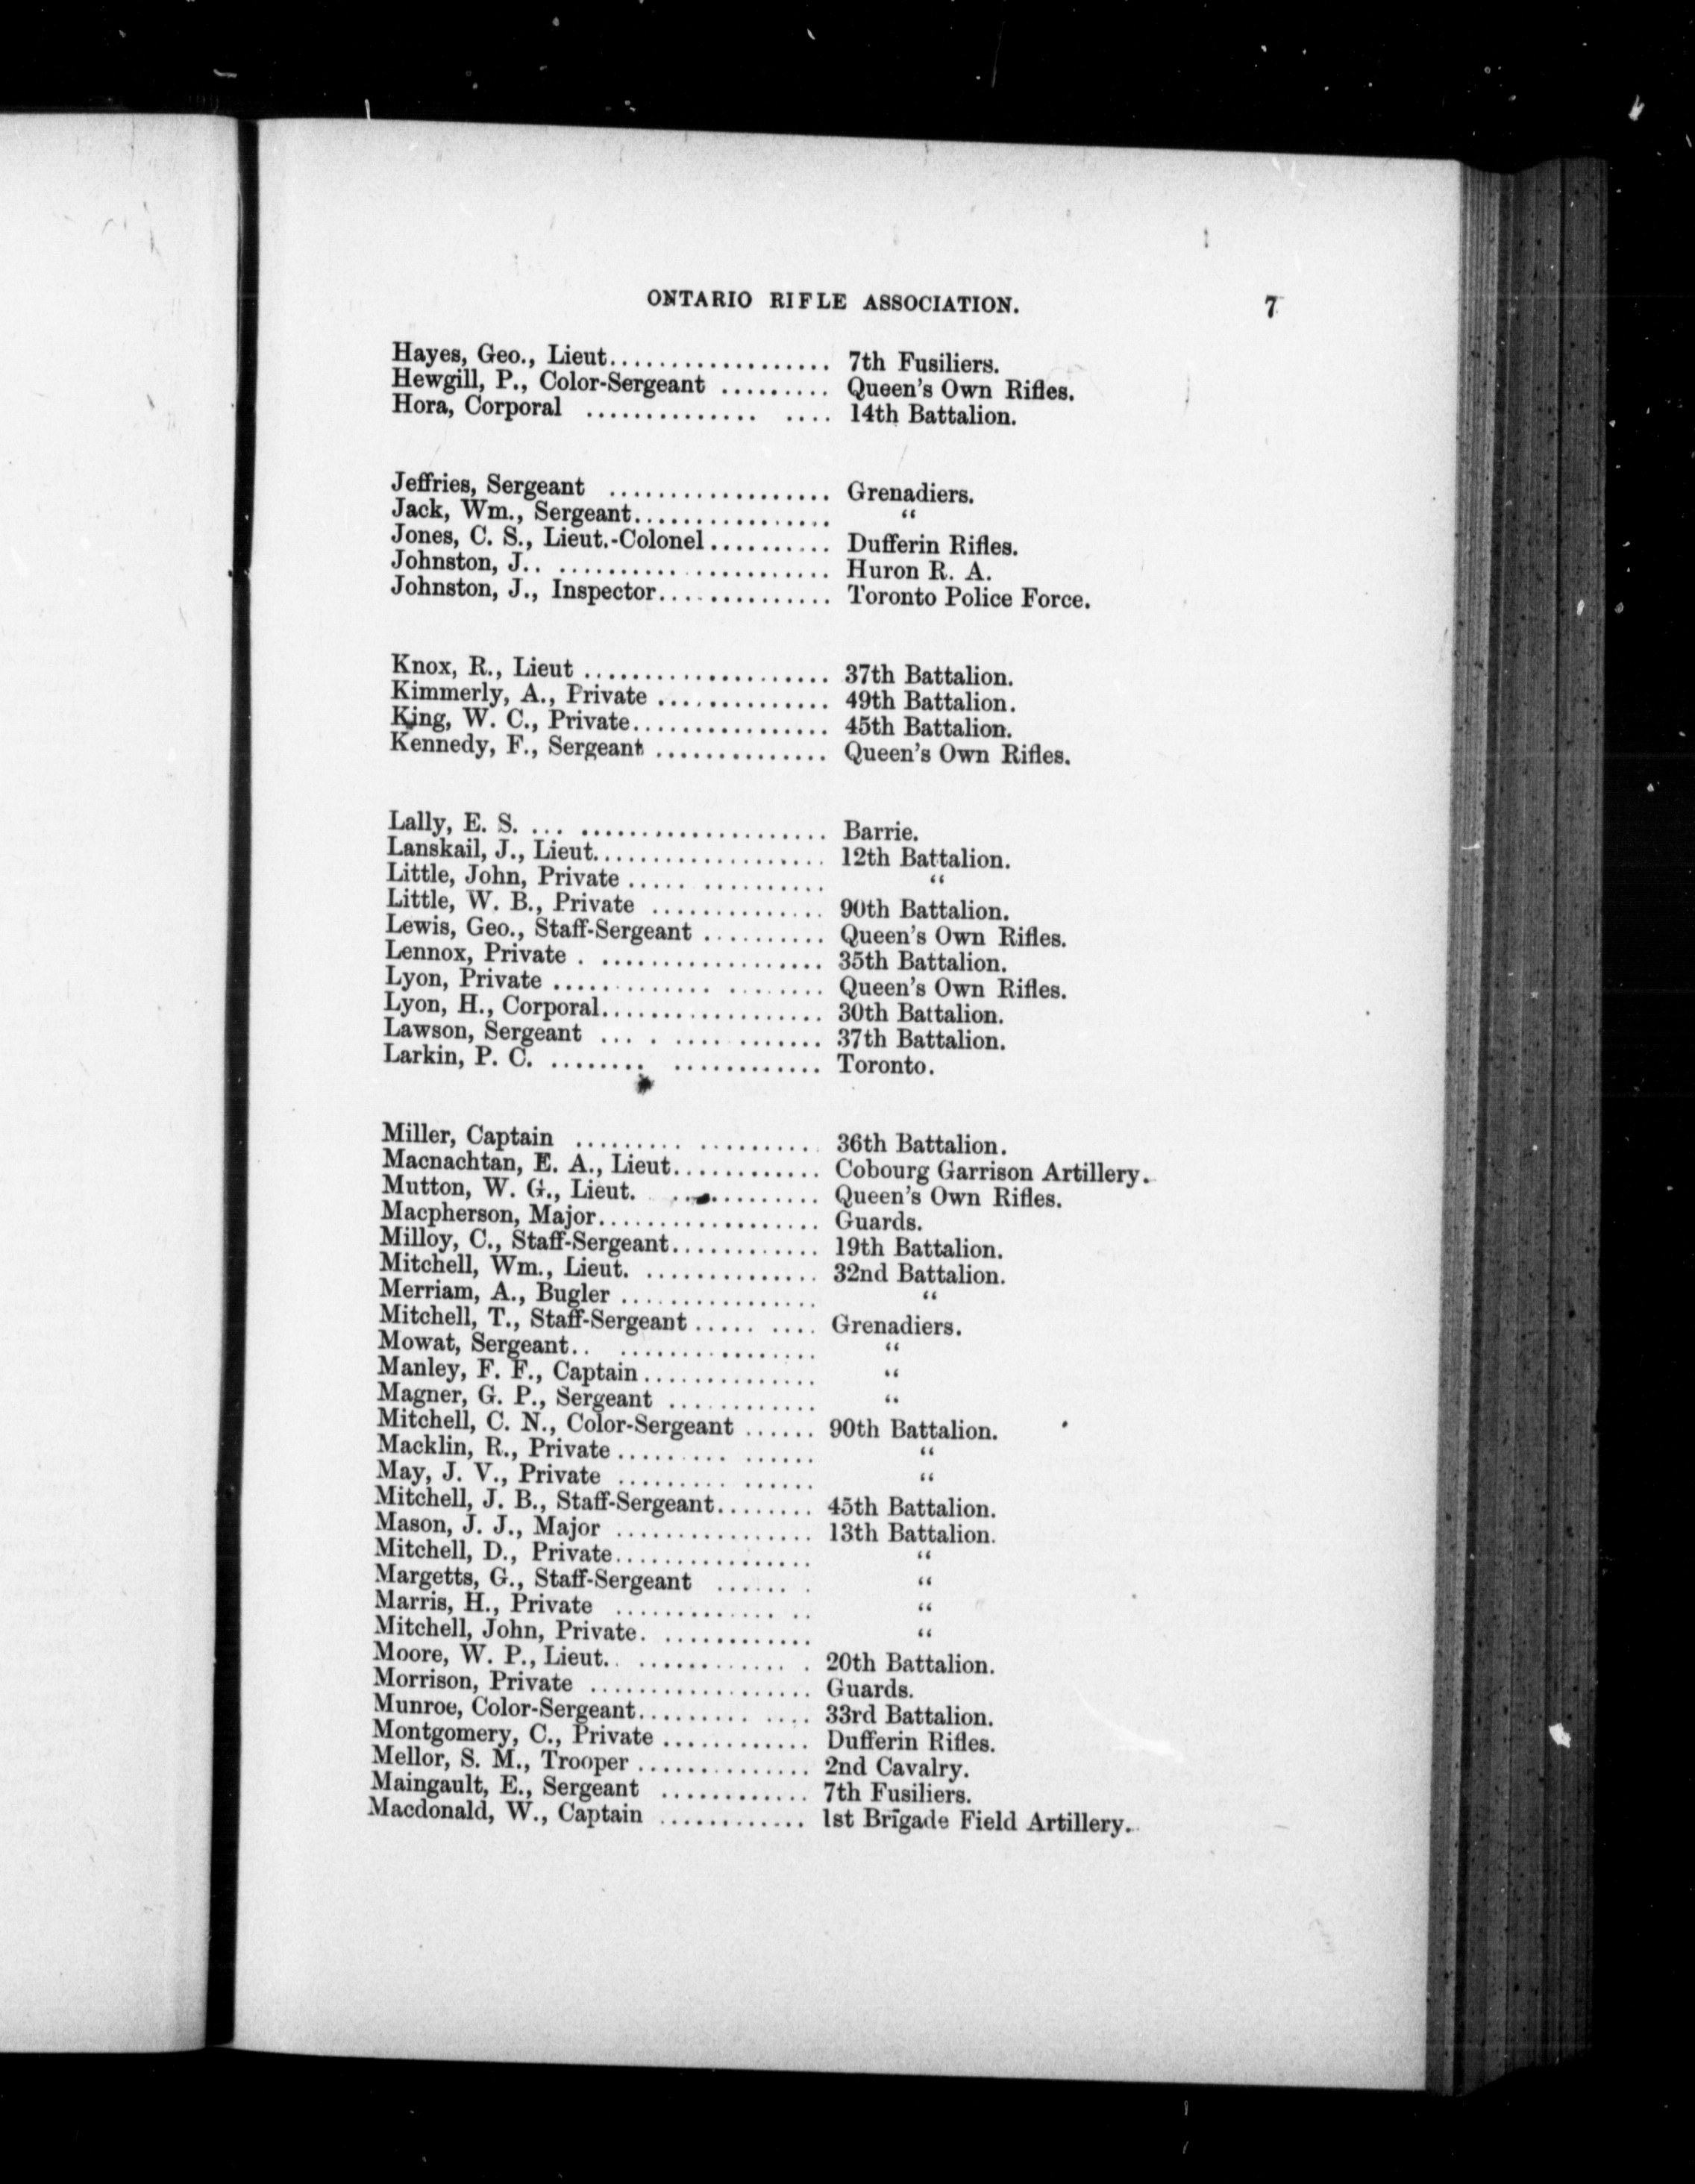 ONTARIO RIFLE ASSOCIATION. 7
Hayes, Geo., Lieut.................. 7th Fusiliers.
Hewgill, P., Color-Sergeant ......... Queen's Own Rifles.
Hora, Corporal .............. .... 14th Battalion.
Jeffries, Sergeant .................. Grenadiers.
Jack, Wm., Sergeant................ "
Jones, C. S., Lieut.-Colonel.......... Dufferin Rifles.
Johnston, J.. ...................... Huron R. A.
Johnston, J., Inspector.............. Toronto Police Force.
Knox, R., Lieut .................... 37th Battalion.
Kimmerly, A., Private .............. 49th Battalion.
King, W. C., Private................ 45th Battalion.
Kennedy, F., Sergeant .............. Queen's Own Rifles.
Lally, E. S. ... .................... Barrie.
Lanskail, J., Lieut................... 12th Battalion.
Little, John, Private ..... .......... "
Little, W. B., Private .............. 90th Battalion.
Lewis, Geo., Staff-Sergeant .......... Queen's Own Rifles.
Lennox, Private . .................. 35th Battalion.
Lyon, Private ............. ........ Queen's Own Rifles.
Lyon, H., Corporal.................. 30th Battalion.
Lawson, Sergeant ... . .... ....... 37th Battalion.
Larkin, P. C. ........ ............ Toronto.
Miller, Captain ......... .......... 36th Battalion.
Macnachtan, E. A., Lieut............ Cobourg Garrison Artillery.
Mutton, W. G., Lieut. ............ Queen's Own Rifles.
Macpherson, Major.................. Guards.
Milloy, C., Staff-Sergeant............ 19th Battalion.
Mitchell, Wm., Lieut. .............. 32nd Battalion.
Merriam, A., Bugler ................ "
Mitchell, T., Staff-Sergeant ..... .... Grenadiers.
Mowat, Sergeant.. ................ "
Manley, F. F., Captain.............. "
Magner, G. P., Sergeant ............ "
Mitchell, C. N., Color-Sergeant ...... 90th Battalion.
Macklin, R., Private ......... ...... "
May, J. V., Private ......... ...... "
Mitchell, J. B., Staff-Sergeant........ 45th Battalion.
Mason, J. J., Major ................ 13th Battalion.
Mitchell, D., Private................ "
Margetts, G., Staff-Sergeant ...... . "
Marris, H., Private ............. .. "
Mitchell, John, Private. ............ "
Moore, W. P., Lieut. .............. . 20th Battalion.
Morrison, Private .................. Guards.
Munroe, Color-Sergeant......... .... 33rd Battalion.
Montgomery, C., Private ............ Dufferin Rifles.
Mellor, S. M., Trooper .............. 2nd Cavalry.
Maingault, E., Sergeant ............ 7th Fusiliers.
Macdonald, W., Captain ............ 1st Brigade Field Artillery.